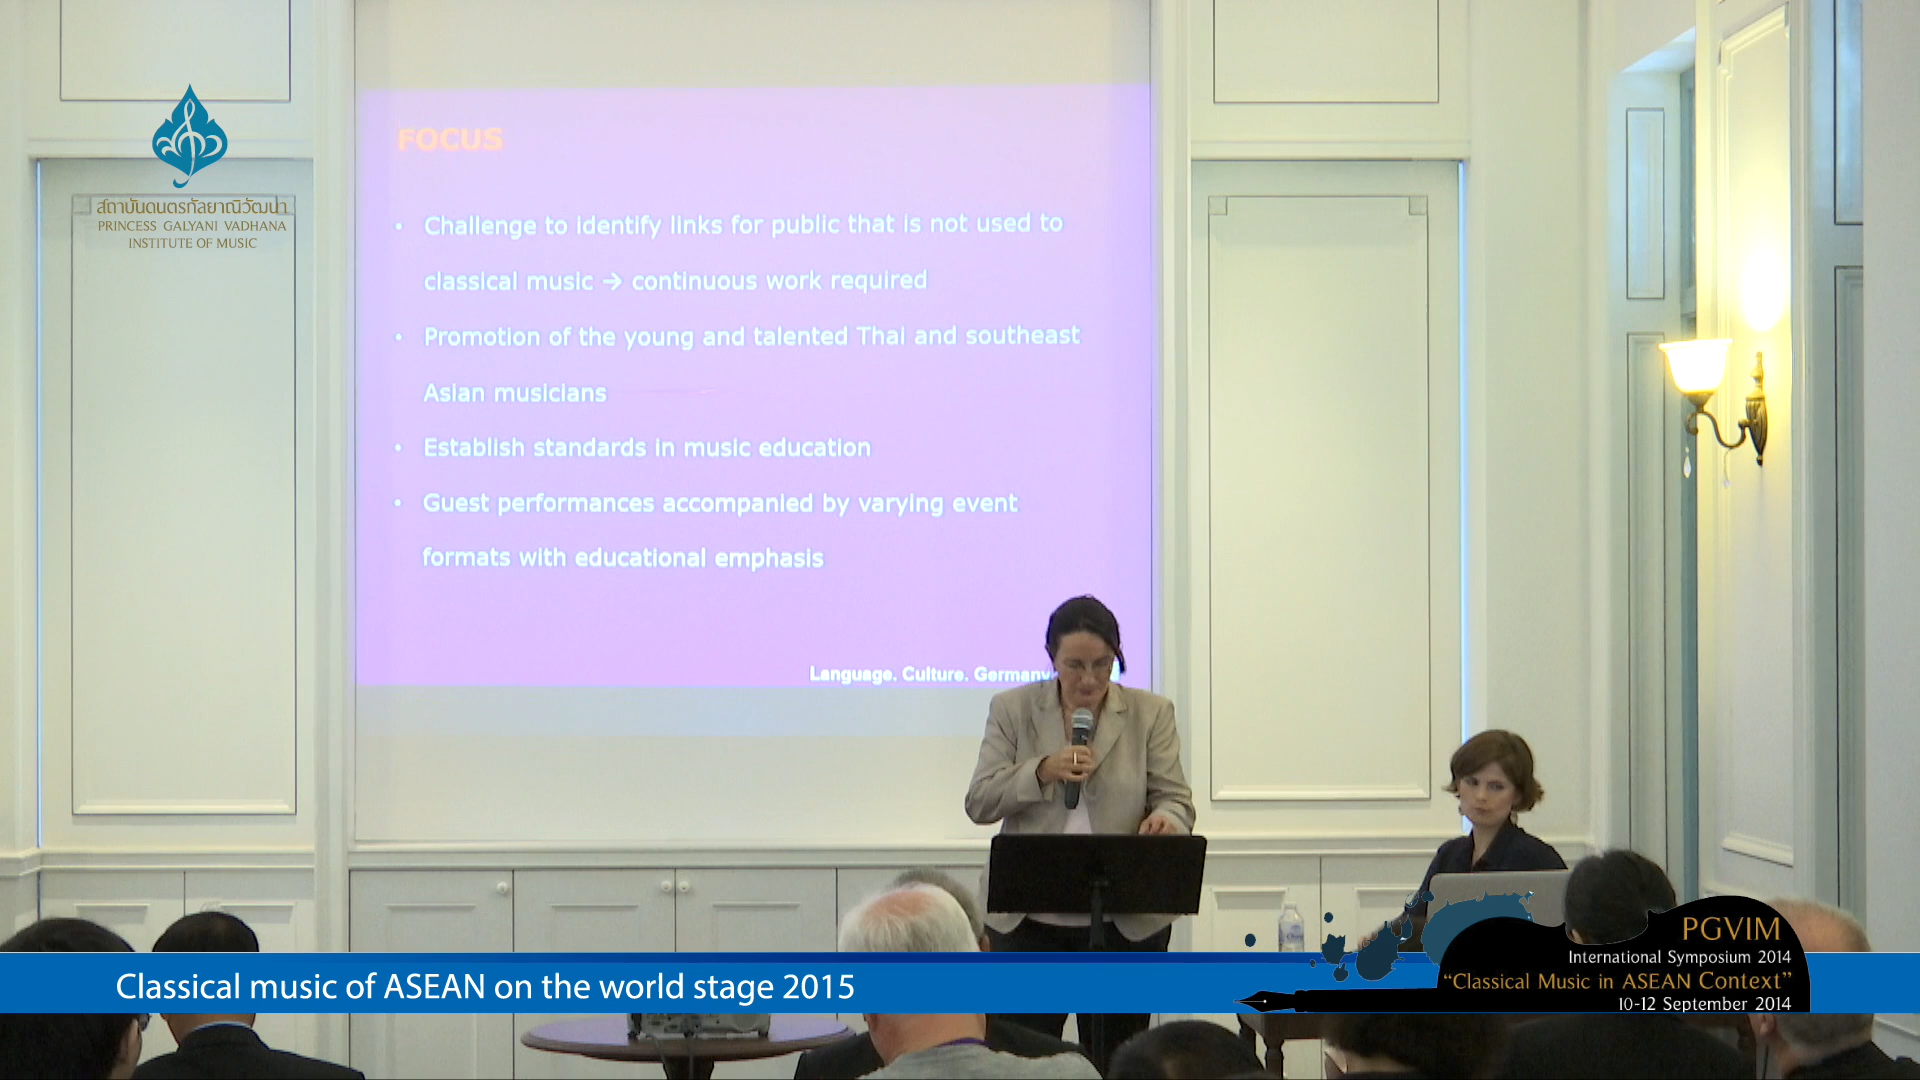 สถาบันดนตรีกัลยาณิวัฒนา
PRINCESS GALYANI VADHANA
INSTITUTE OF MUSIC
FOCUS
• Challenge to identify links for public that is not used to
classical music → continuous work required
• Promotion of the young and talented Thai and southeast
Asian musicians
• Establish standards in music education
• Guest performances accompanied by varying event
formats with educational emphasis
Language. Culture. Germany
Classical music of ASEAN on the world stage 2015
PGVIM
International Symposium 2014
“Classical Music in ASEAN Context”
10-12 September 2014